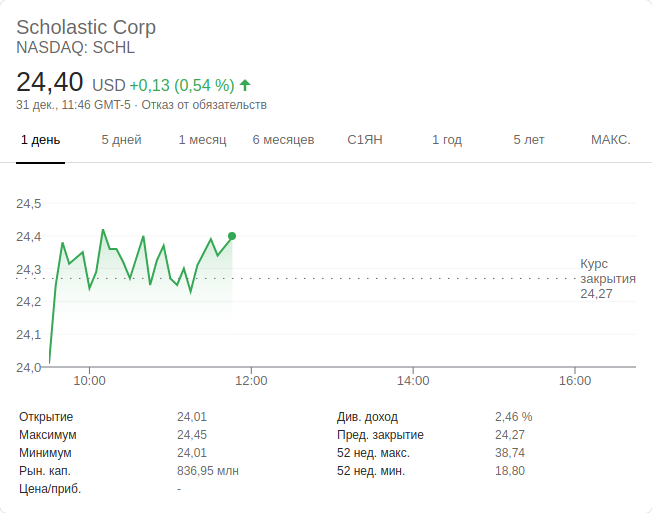 Scholastic Corp
NASDAQ: SCHL
24,40 USD +0,13 (0,54 %)
31 дек., 11:46 GMT-5 · Отказ от обязательств
1 день 5 дней 1 месяц 6 месяцев С1ЯН 1 год 5 лет МАКС.
24,5
24,4
24,3
24,2
24,1
24,0
Курс
закрытия
24,27
10:00 12:00 14:00 16:00
Открытие 24,01 Див. доход 2,46 %
Максимум 24,45 Пред. закрытие 24,27
Минимум 24,01 52 нед. макс. 38,74
Рын. кап. 836,95 млн 52 нед. мин. 18,80
Цена/приб. -